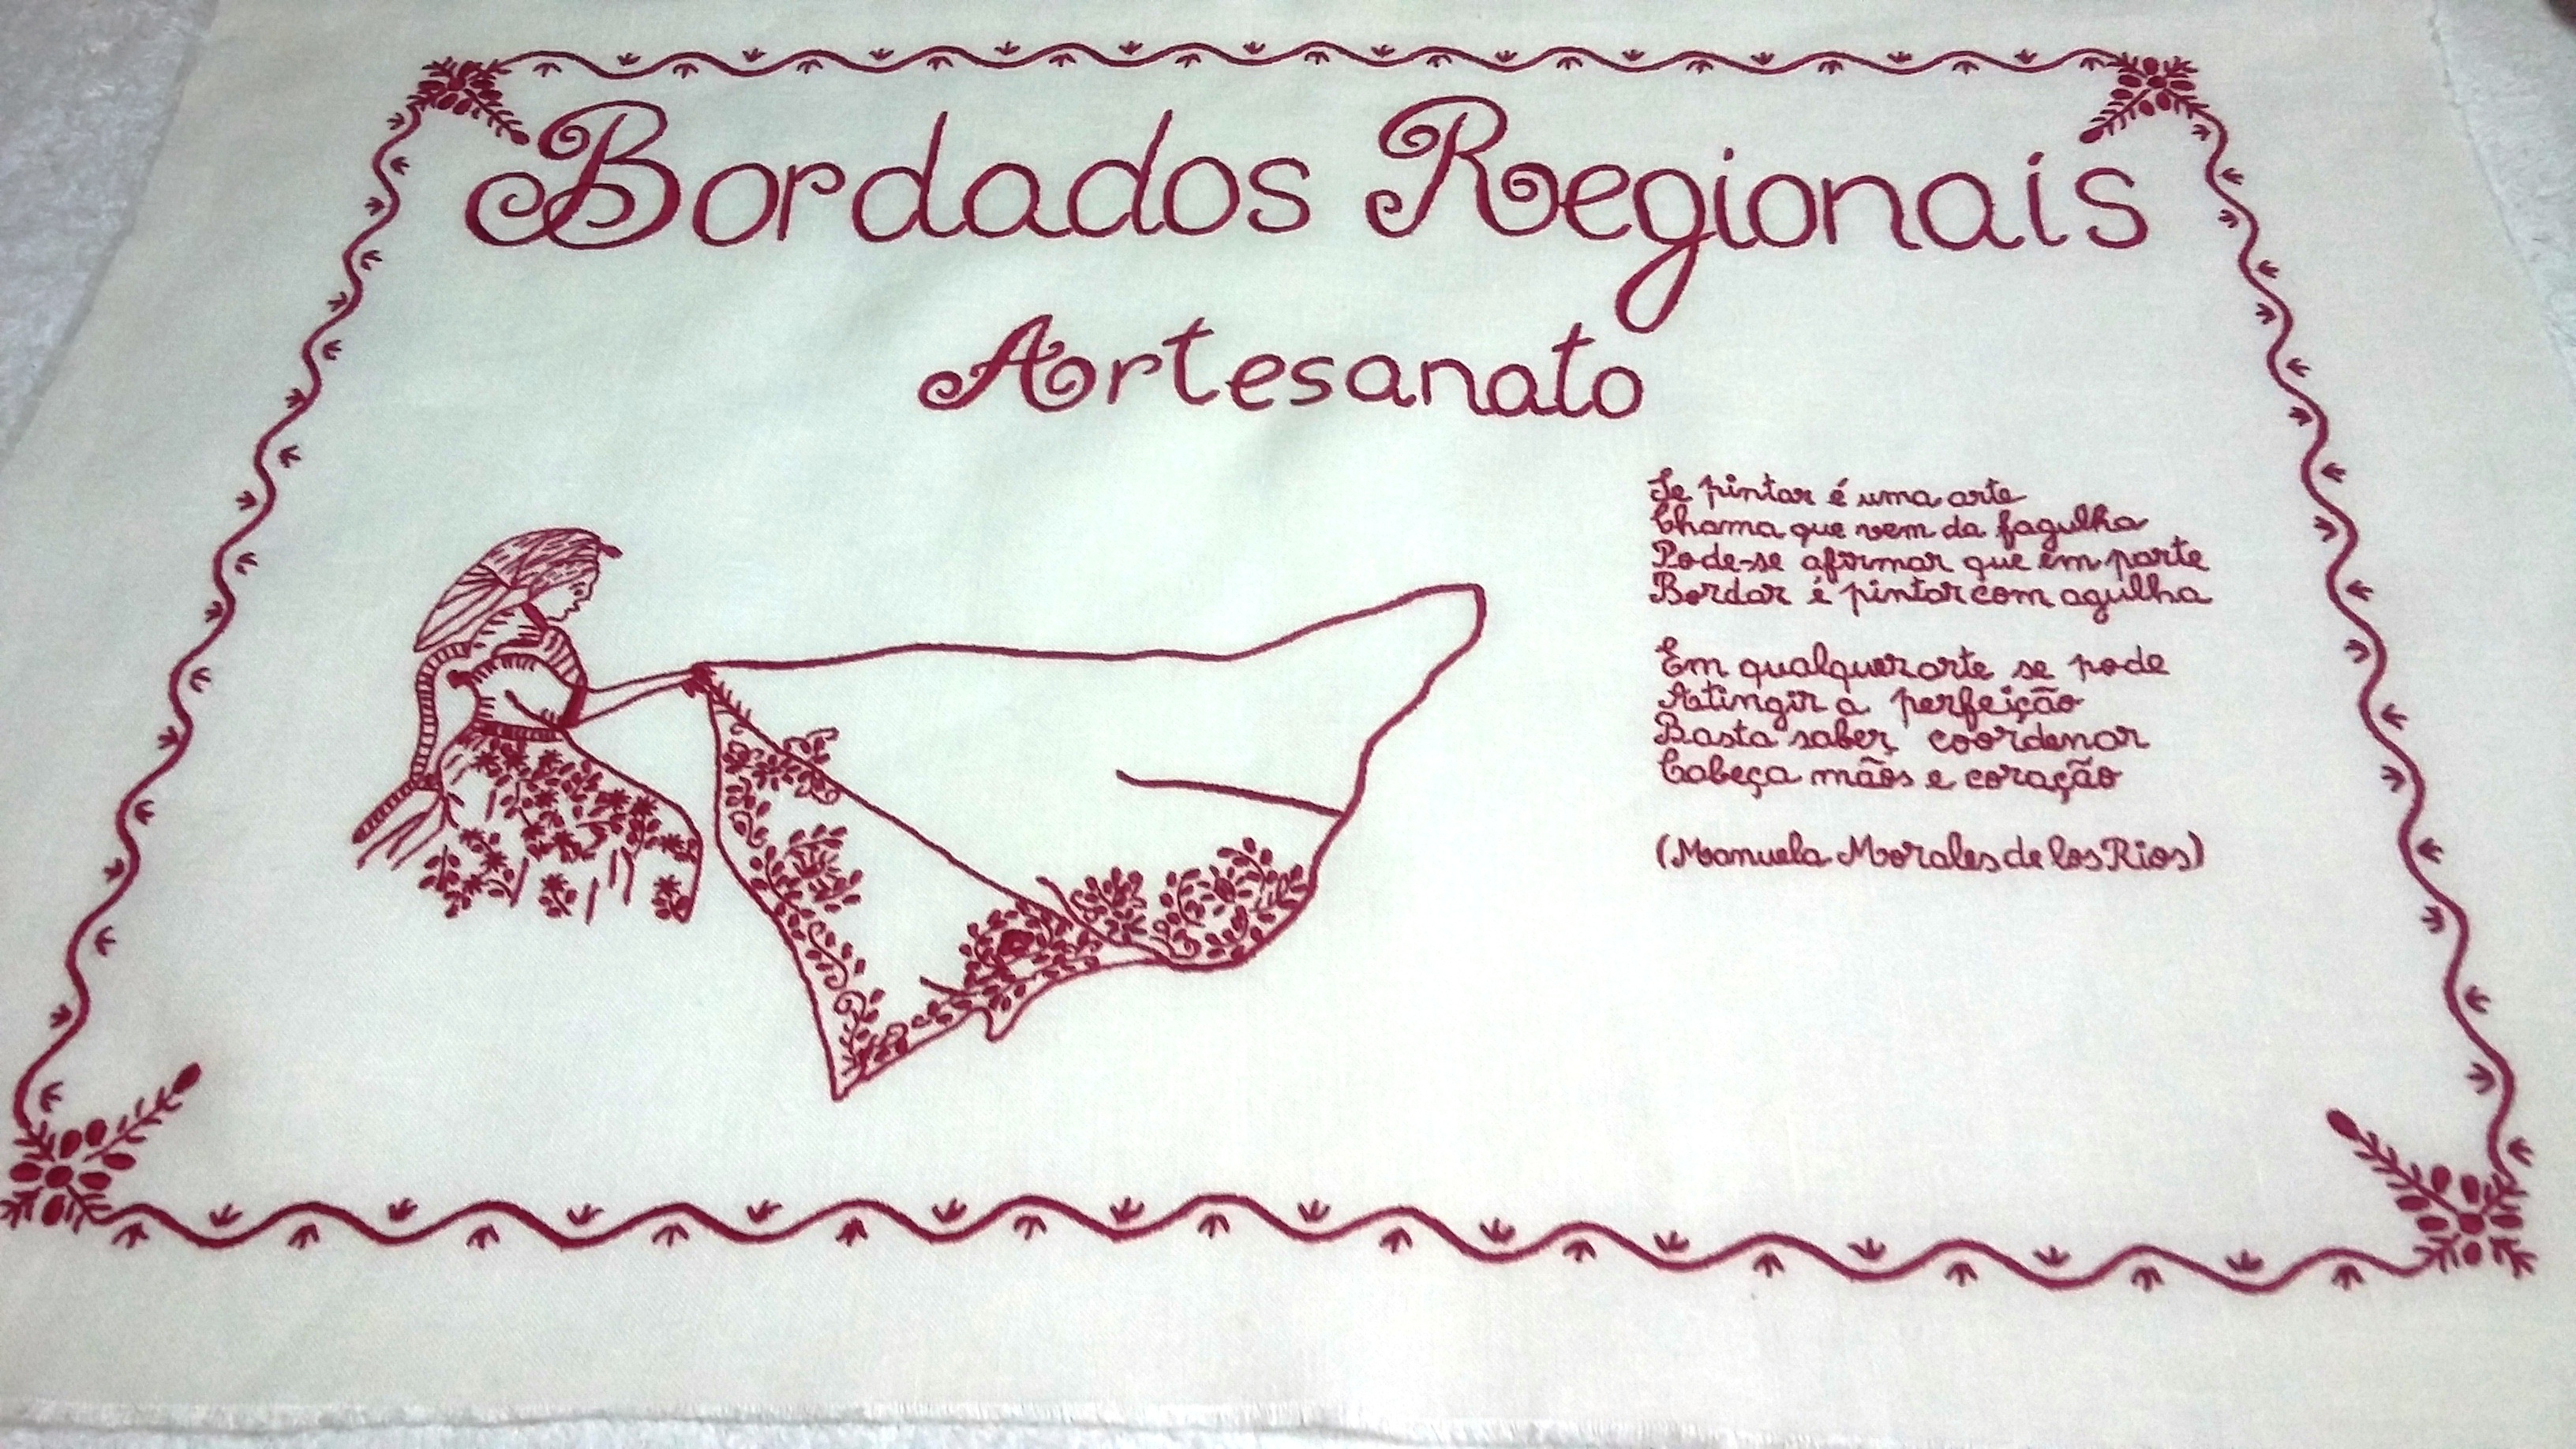 Bordados Regionais
Artesanato
Se pintar é uma arte
Chama que vem da fagulha
Pode-se afirmar que em parte
Bordar é pintar com agulha
Em qualquer arte se pode
Atingir a perfeição
Basta saber coordenar
Cabeça mãos e coração
(Manuela Morales de los Rios)